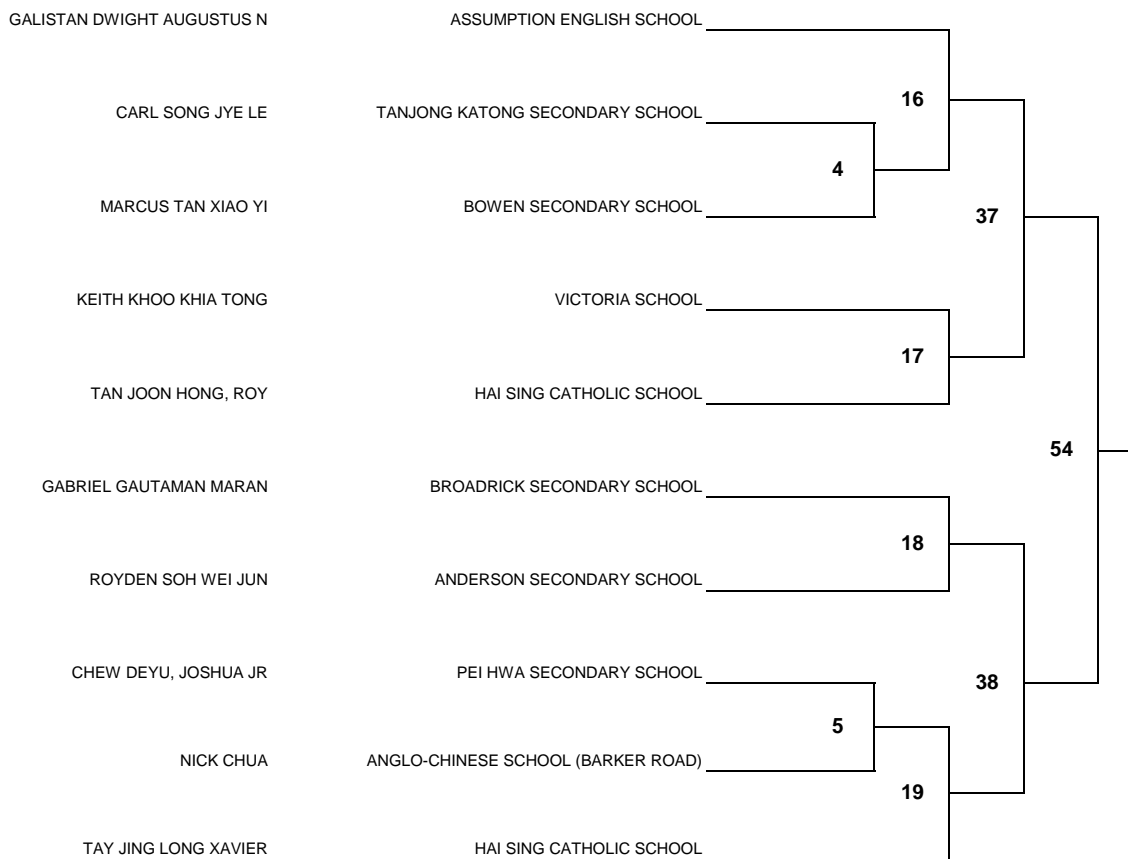 GALISTAN DWIGHT AUGUSTUS N ASSUMPTION ENGLISH SCHOOL
16
CARL SONG JYE LE TANJONG KATONG SECONDARY SCHOOL
4
MARCUS TAN XIAO YI BOWEN SECONDARY SCHOOL
37
KEITH KHOO KHIA TONG VICTORIA SCHOOL
17
TAN JOON HONG, ROY HAI SING CATHOLIC SCHOOL
54
GABRIEL GAUTAMAN MARAN BROADRICK SECONDARY SCHOOL
18
ROYDEN SOH WEI JUN ANDERSON SECONDARY SCHOOL
CHEW DEYU, JOSHUA JR PEI HWA SECONDARY SCHOOL
38
5
NICK CHUA ANGLO-CHINESE SCHOOL (BARKER ROAD)
19
TAY JING LONG XAVIER HAI SING CATHOLIC SCHOOL